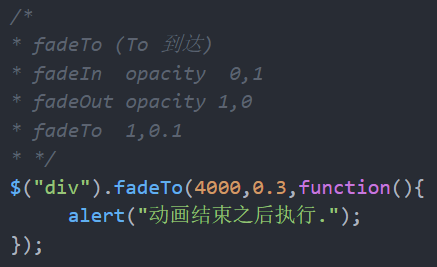 /*
* fadeTo (To 到达)
* fadeIn  opacity  0,1
* fadeOut opacity 1,0
* fadeTo  1,0.1
* */
$("div").fadeTo(4000,0.3,function(){
     alert("动画结束之后执行.");
});